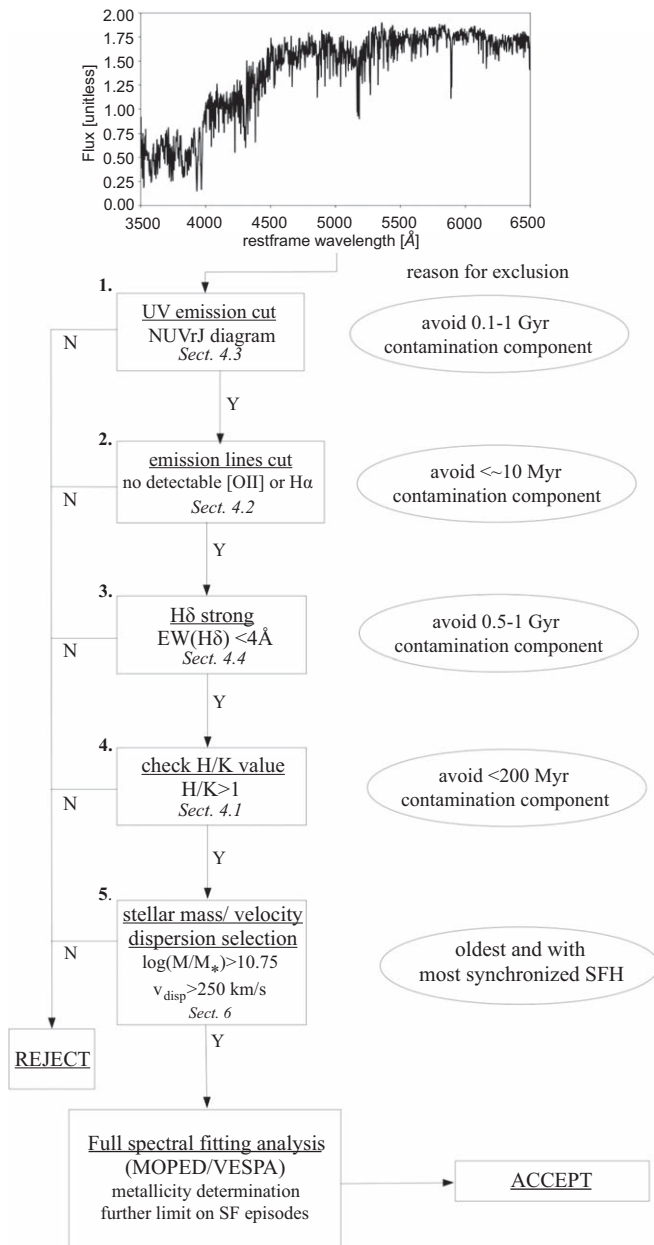 2.00
1.75
1.50
1.25
1.00
0.75
0.50
0.25
0.00
Flux [unitless]
3500 4000 4500 5000 5500 6000 6500
restframe wavelength [Å]
reason for exclusion
1.
UV emission cut
NUVrJ diagram
Sect. 4.3
avoid 0.1-1 Gyr
contamination component
N
Y
2.
emission lines cut
no detectable [OII] or Hα
Sect. 4.2
avoid <~10 Myr
contamination component
N
Y
3.
Hδ strong
EW(Hδ) <4Å
Sect. 4.4
avoid 0.5-1 Gyr
contamination component
N
Y
4.
check H/K value
H/K>1
Sect. 4.1
avoid <200 Myr
contamination component
N
Y
5.
stellar mass/ velocity
dispersion selection
log(M/M*)>10.75
v_disp>250 km/s
Sect. 6
oldest and with
most synchronized SFH
N
Y
REJECT
Full spectral fitting analysis
(MOPED/VESPA)
metallicity determination
further limit on SF episodes
ACCEPT